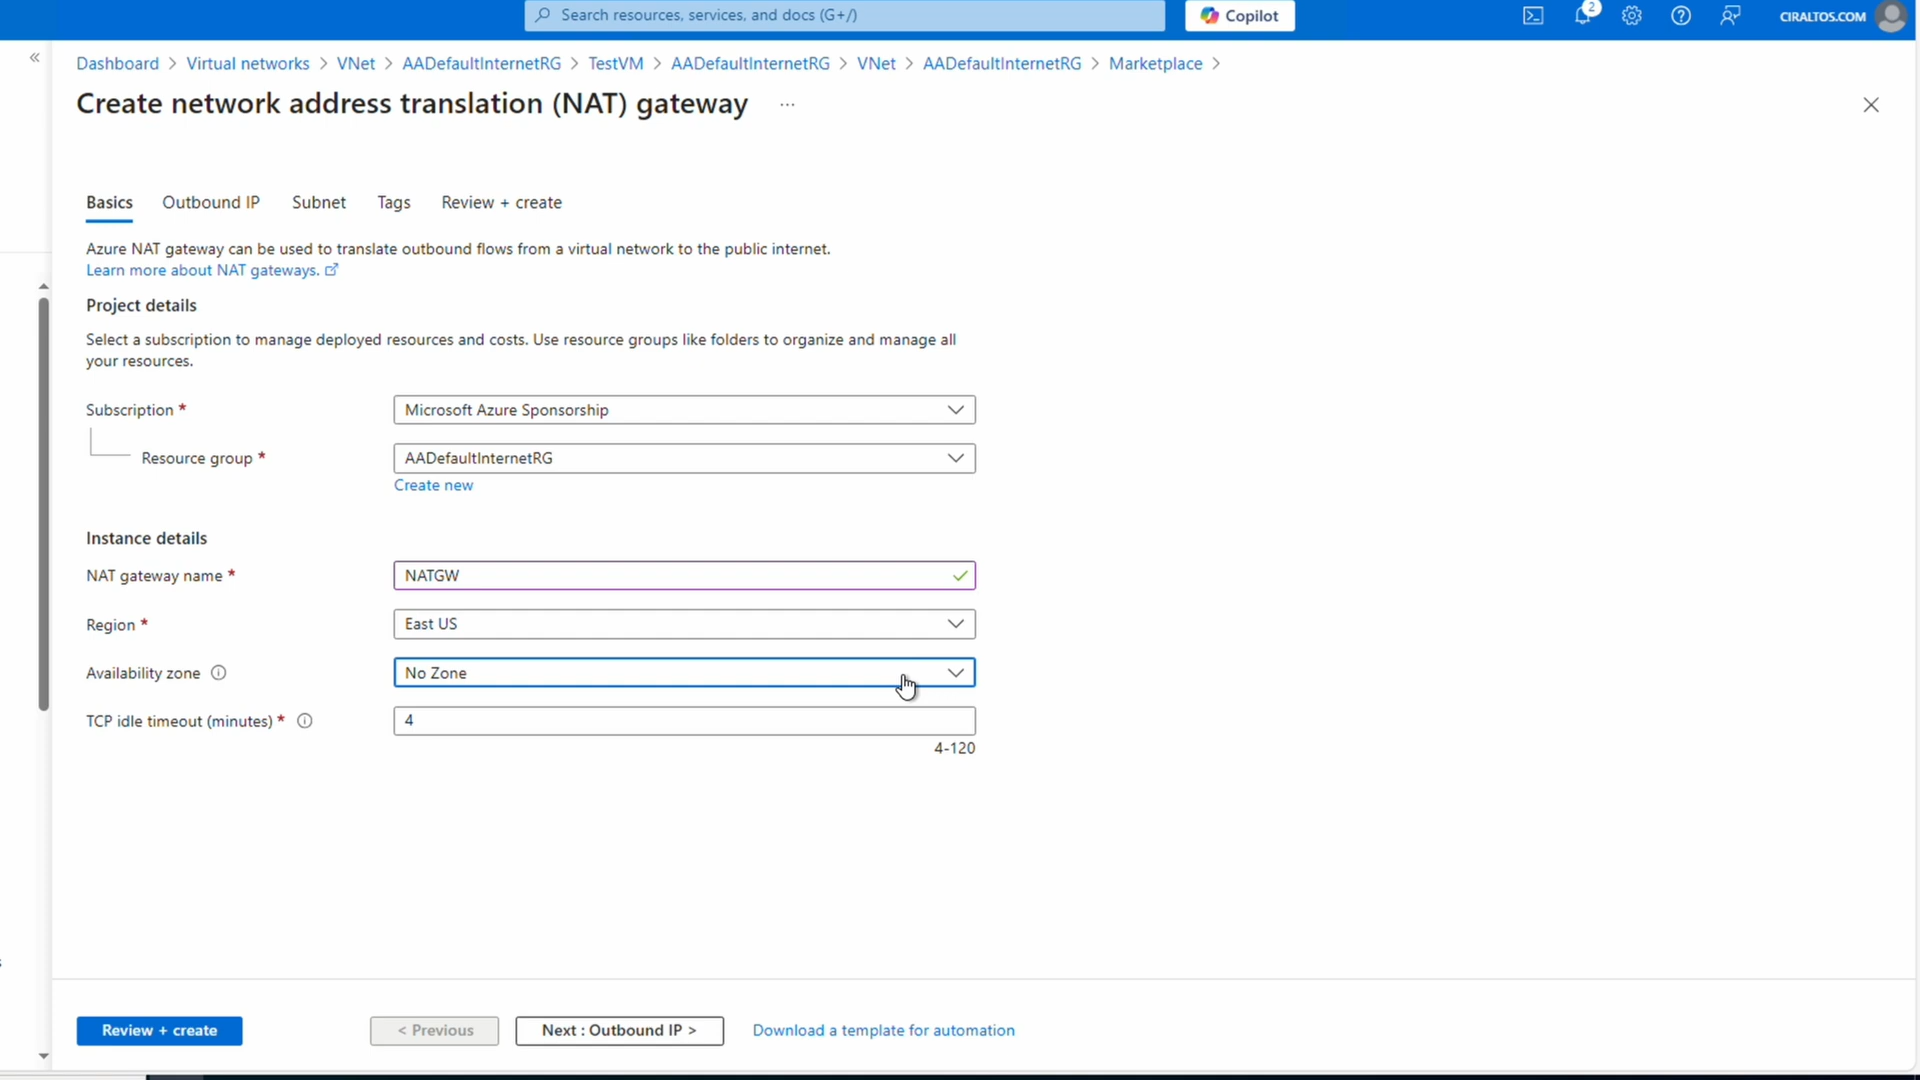 Search resources, services, and docs (G+/)
Copilot
2
CIRALTOS.COM
«
Dashboard > Virtual networks > VNet > AADefaultInternetRG > TestVM > AADefaultInternetRG > VNet > AADefaultInternetRG > Marketplace >
Create network address translation (NAT) gateway ...
Basics Outbound IP Subnet Tags Review + create
Azure NAT gateway can be used to translate outbound flows from a virtual network to the public internet.
Learn more about NAT gateways.
Project details
Select a subscription to manage deployed resources and costs. Use resource groups like folders to organize and manage all
your resources.
Subscription * Microsoft Azure Sponsorship
Resource group * AADefaultInternetRG
Create new
Instance details
NAT gateway name * NATGW
Region * East US
Availability zone No Zone
TCP idle timeout (minutes) * 4
4-120
Review + create < Previous Next : Outbound IP > Download a template for automation